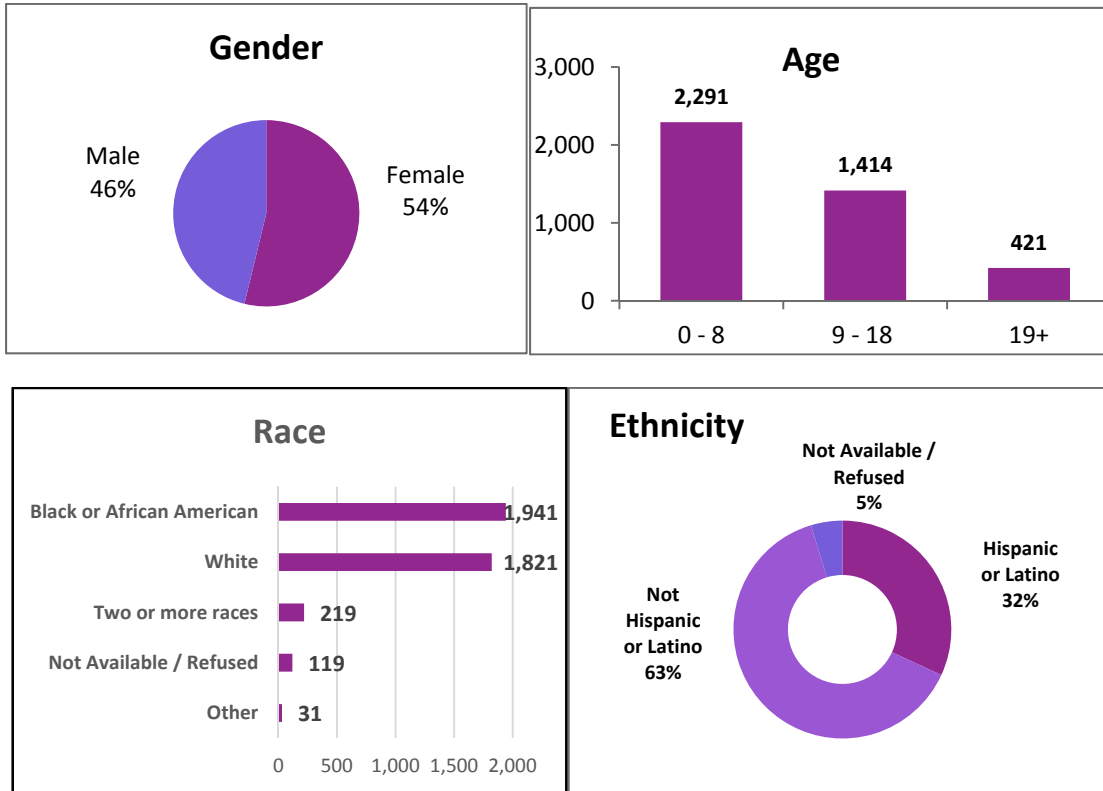 Gender
Male
46%
Female
54%
Age
3,000
2,000
1,000
0
2,291
1,414
421
0 - 8
9 - 18
19+
Race
Black or African American
1,941
White
1,821
Two or more races
219
Not Available / Refused
119
Other
31
0
500
1,000
1,500
2,000
Ethnicity
Not Available /
Refused
5%
Hispanic
or Latino
32%
Not
Hispanic
or Latino
63%